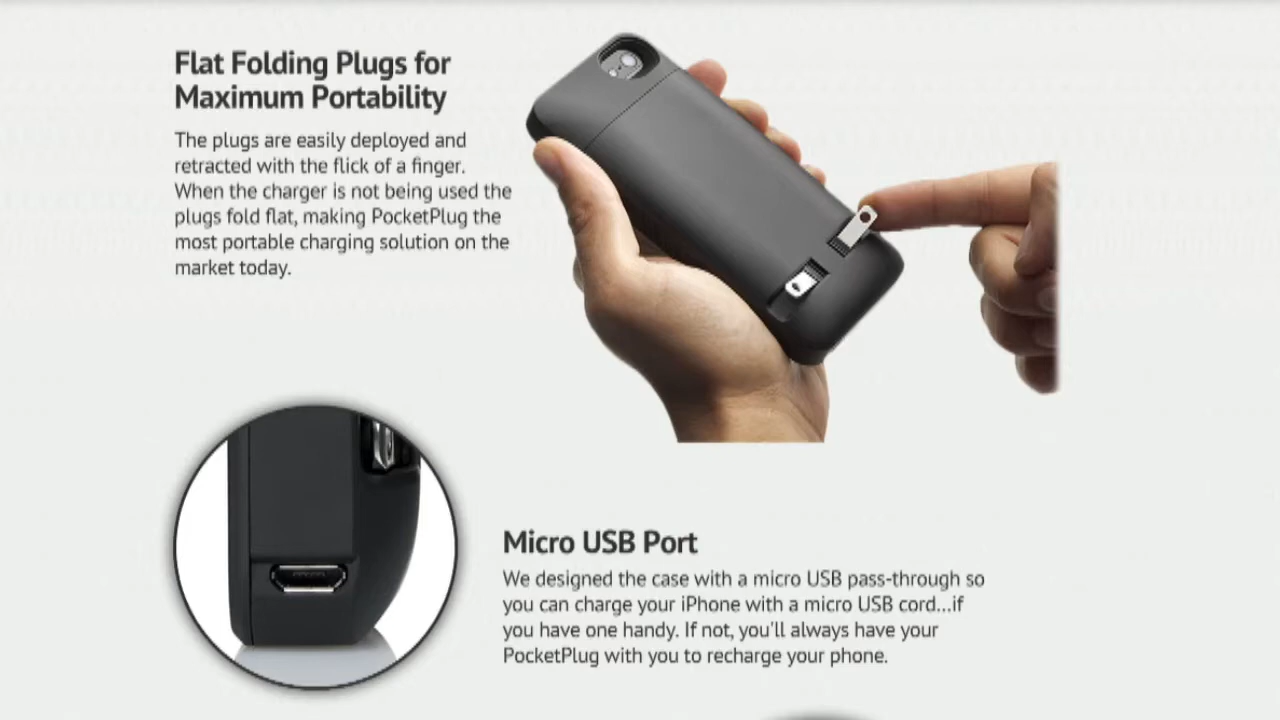 Flat Folding Plugs for
Maximum Portability
The plugs are easily deployed and
retracted with the flick of a finger.
When the charger is not being used the
plugs fold flat, making PocketPlug the
most portable charging solution on the
market today.
Micro USB Port
We designed the case with a micro USB pass-through so
you can charge your iPhone with a micro USB cord...if
you have one handy. If not, you'll always have your
PocketPlug with you to recharge your phone.